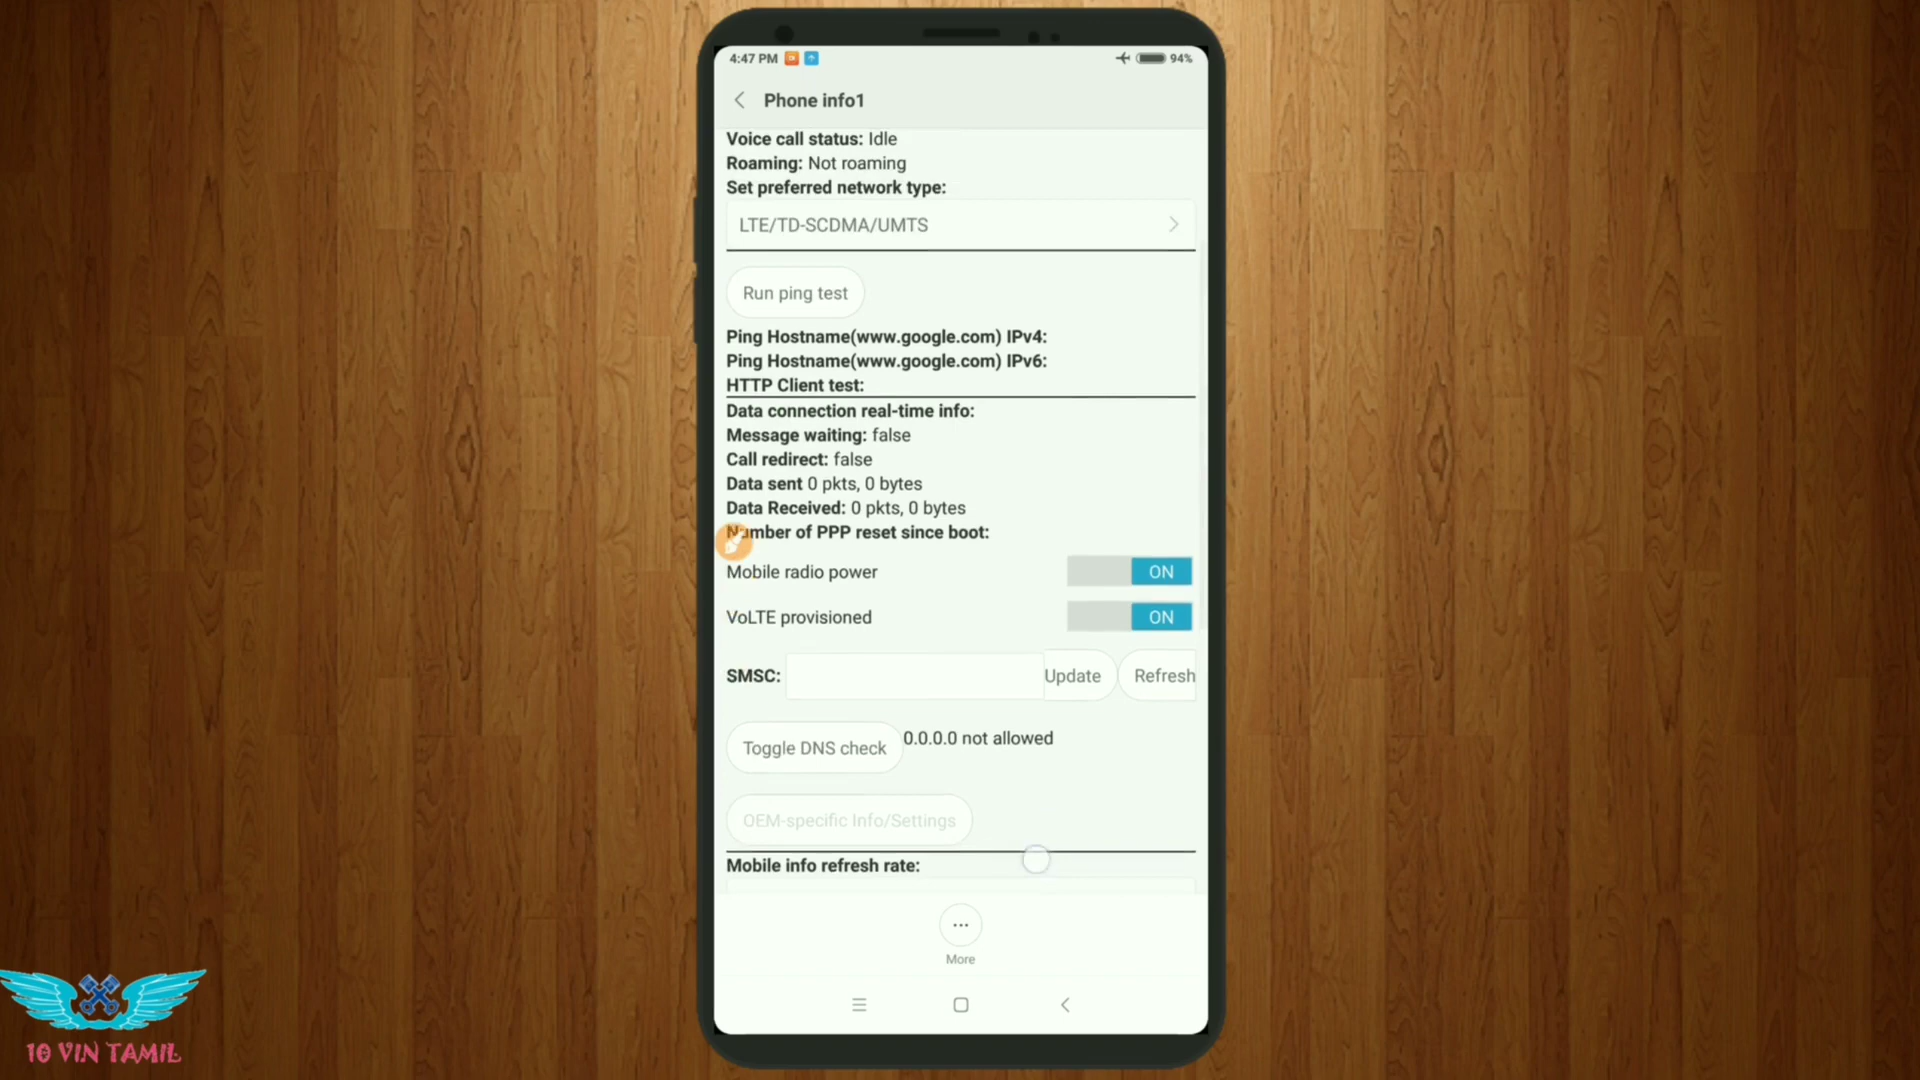 4:47 PM
94%
Phone info1
Voice call status: Idle
Roaming: Not roaming
Set preferred network type:
LTE/TD-SCDMA/UMTS
Run ping test
Ping Hostname(www.google.com) IPv4:
Ping Hostname(www.google.com) IPv6:
HTTP Client test:
Data connection real-time info:
Message waiting: false
Call redirect: false
Data sent 0 pkts, 0 bytes
Data Received: 0 pkts, 0 bytes
Number of PPP reset since boot:
Mobile radio power ON
VoLTE provisioned ON
SMSC: Update Refresh
Toggle DNS check 0.0.0.0 not allowed
OEM-specific Info/Settings
Mobile info refresh rate:
More
10 VIN TAMIL